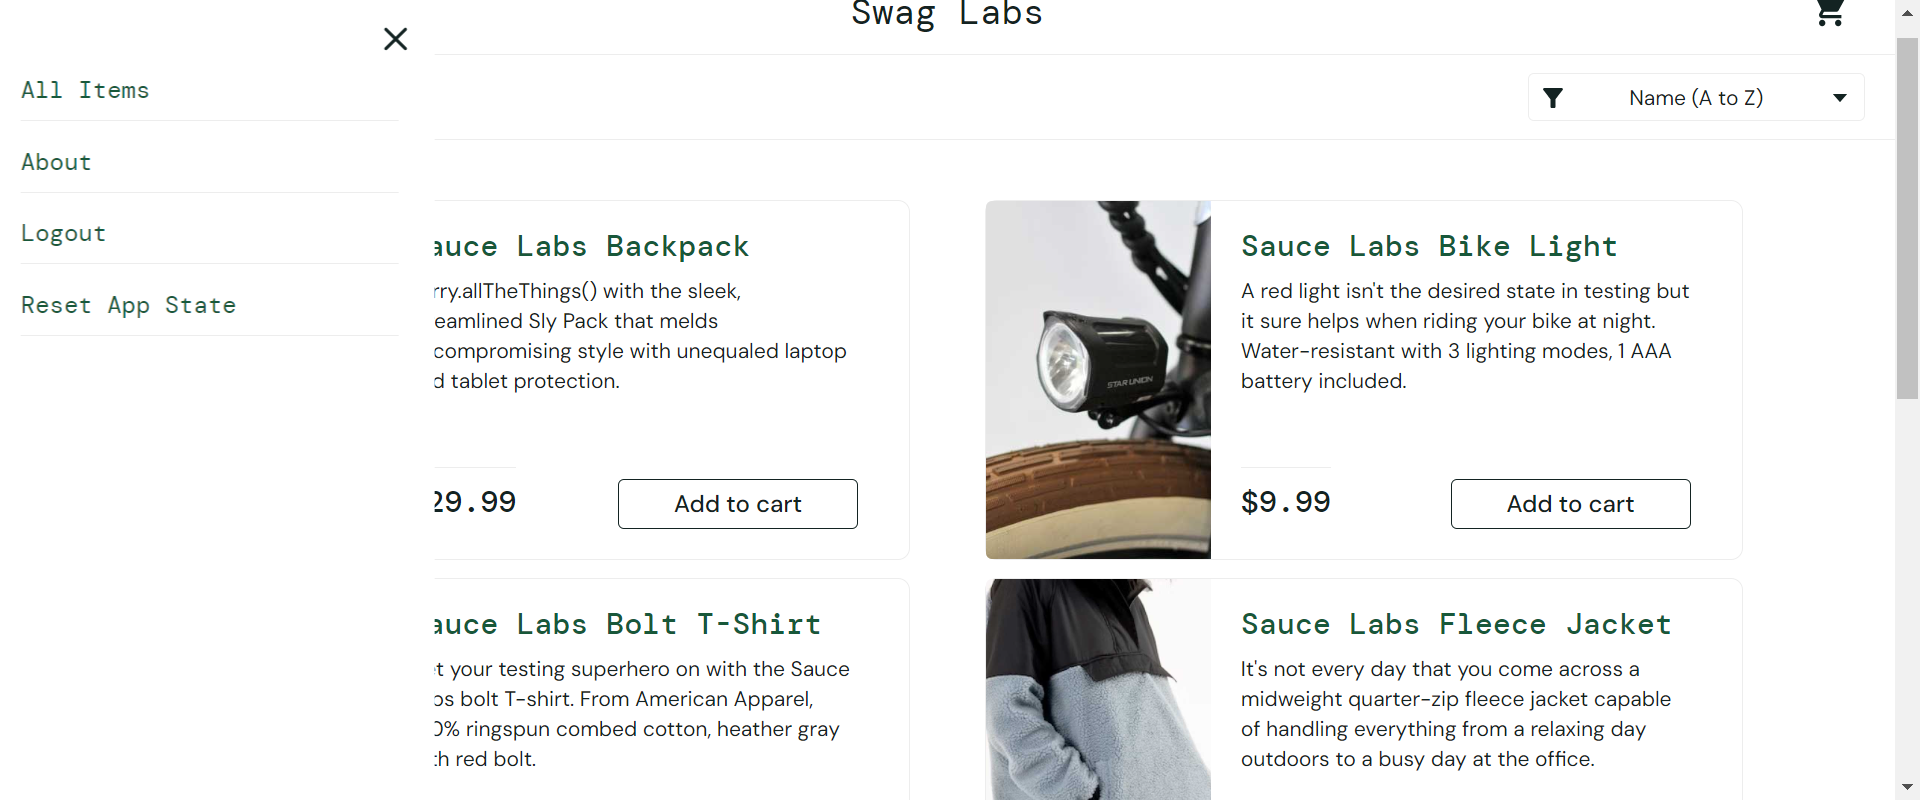 Swag Labs
All Items
About
Logout
Reset App State
Name (A to Z)
auce Labs Backpack
rry.allTheThings() with the sleek,
eamlined Sly Pack that melds
compromising style with unequaled laptop
d tablet protection.
29.99
Add to cart
Sauce Labs Bike Light
A red light isn't the desired state in testing but
it sure helps when riding your bike at night.
Water-resistant with 3 lighting modes, 1 AAA
battery included.
STAR UNION
$9.99
Add to cart
auce Labs Bolt T-Shirt
t your testing superhero on with the Sauce
bs bolt T-shirt. From American Apparel,
0% ringspun combed cotton, heather gray
th red bolt.
Sauce Labs Fleece Jacket
It's not every day that you come across a
midweight quarter-zip fleece jacket capable
of handling everything from a relaxing day
outdoors to a busy day at the office.